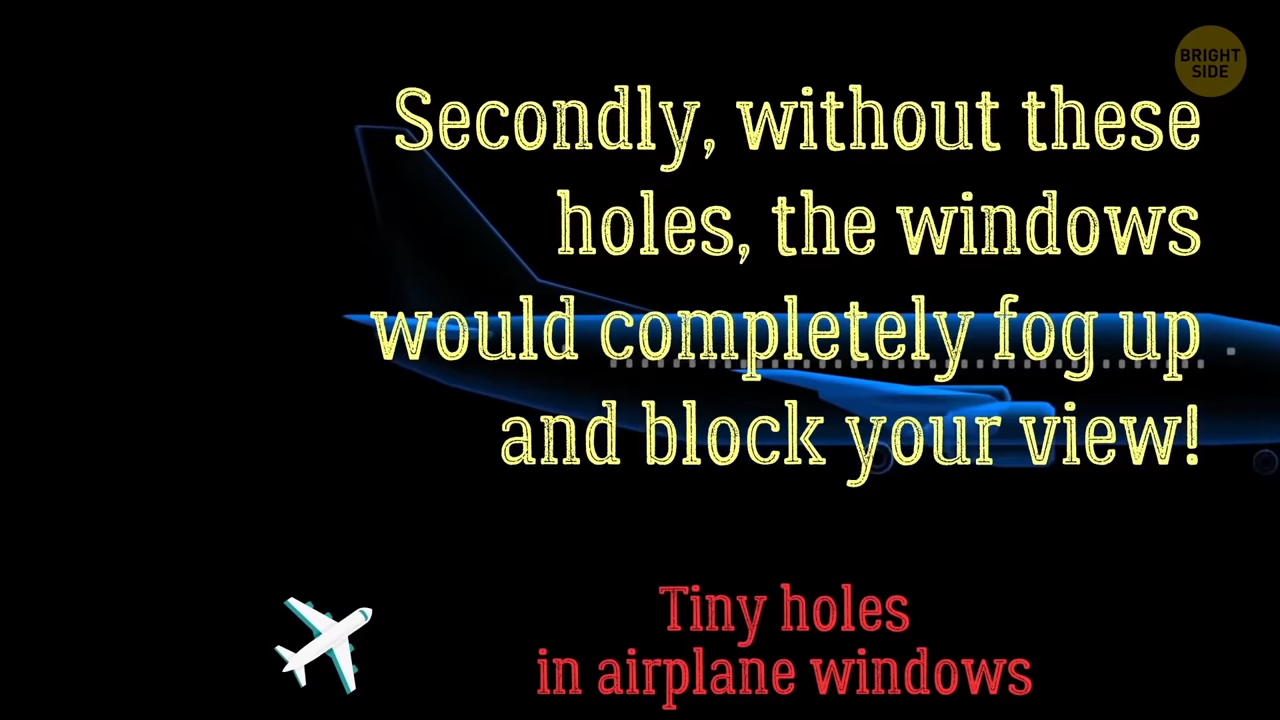 BRIGHT
SIDE
Secondly, without these
holes, the windows
would completely fog up
and block your view!
Tiny holes
in airplane windows